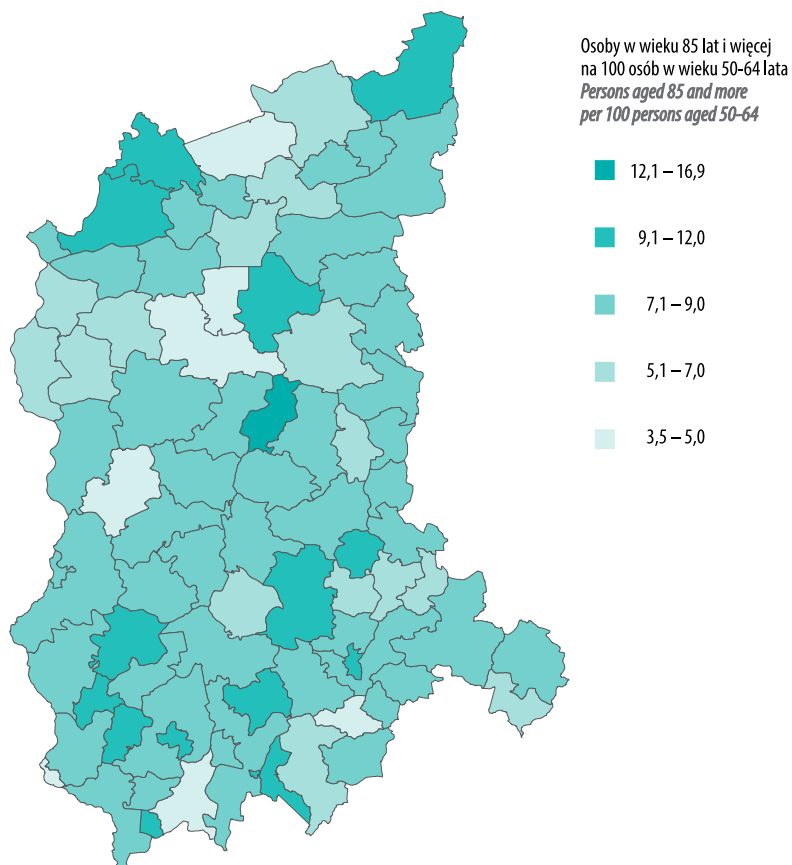 Osoby w wieku 85 lat i więcej
na 100 osób w wieku 50-64 lata
Persons aged 85 and more
per 100 persons aged 50-64
12,1 – 16,9
9,1 – 12,0
7,1 – 9,0
5,1 – 7,0
3,5 – 5,0